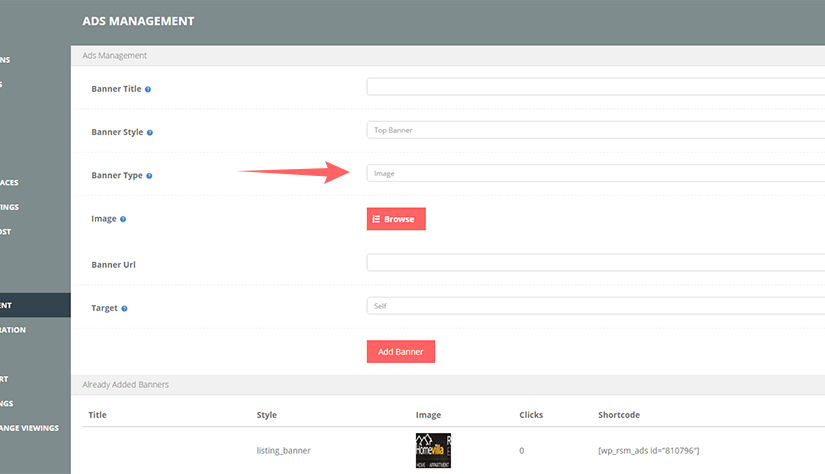 ADS MANAGEMENT
Ads Management
Banner Title
Banner Style Top Banner
Banner Type Image
Image Browse
Banner Url
Target Self
Add Banner
Already Added Banners
Title Style Image Clicks Shortcode
listing_banner HOMEVilla 0 [wp_rsm_ads id="810796"]
NS
S
ACES
INGS
OST
ENT
RATION
RT
NGS
ANGE VIEWINGS